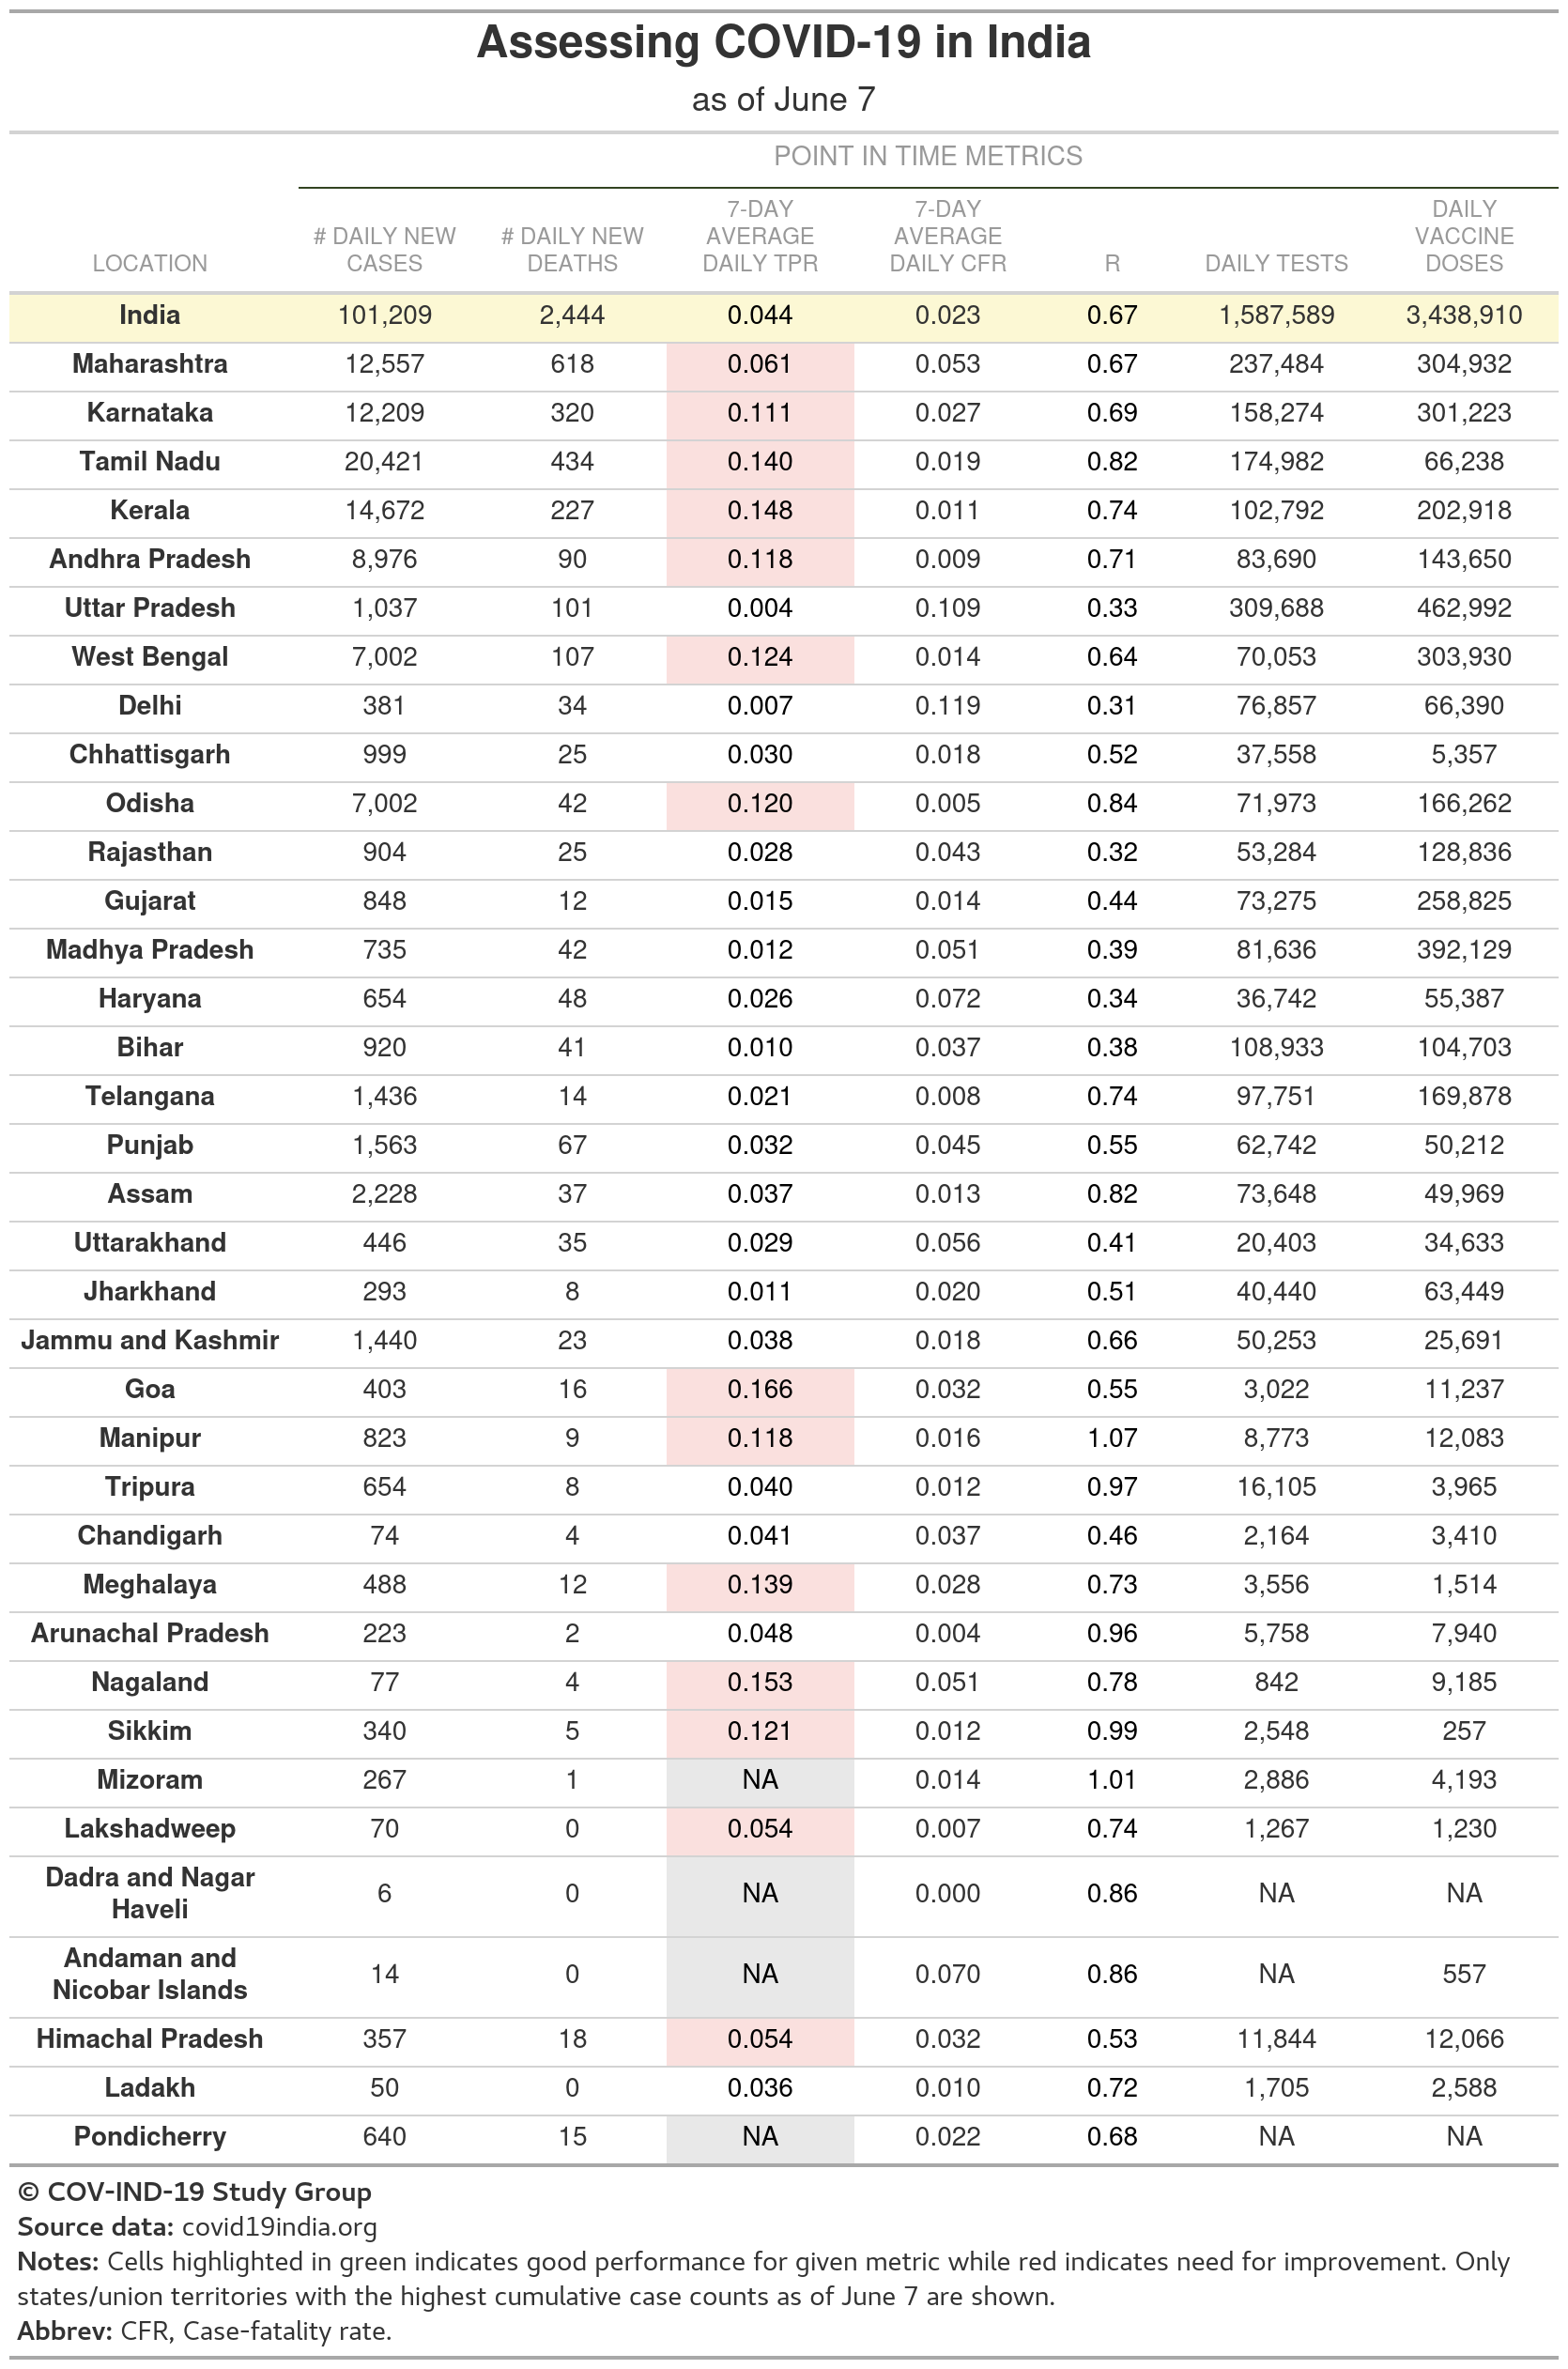 Assessing COVID-19 in India
as of June 7
POINT IN TIME METRICS
LOCATION # DAILY NEW CASES # DAILY NEW DEATHS 7-DAY AVERAGE DAILY TPR 7-DAY AVERAGE DAILY CFR R DAILY TESTS DAILY VACCINE DOSES
India 101,209 2,444 0.044 0.023 0.67 1,587,589 3,438,910
Maharashtra 12,557 618 0.061 0.053 0.67 237,484 304,932
Karnataka 12,209 320 0.111 0.027 0.69 158,274 301,223
Tamil Nadu 20,421 434 0.140 0.019 0.82 174,982 66,238
Kerala 14,672 227 0.148 0.011 0.74 102,792 202,918
Andhra Pradesh 8,976 90 0.118 0.009 0.71 83,690 143,650
Uttar Pradesh 1,037 101 0.004 0.109 0.33 309,688 462,992
West Bengal 7,002 107 0.124 0.014 0.64 70,053 303,930
Delhi 381 34 0.007 0.119 0.31 76,857 66,390
Chhattisgarh 999 25 0.030 0.018 0.52 37,558 5,357
Odisha 7,002 42 0.120 0.005 0.84 71,973 166,262
Rajasthan 904 25 0.028 0.043 0.32 53,284 128,836
Gujarat 848 12 0.015 0.014 0.44 73,275 258,825
Madhya Pradesh 735 42 0.012 0.051 0.39 81,636 392,129
Haryana 654 48 0.026 0.072 0.34 36,742 55,387
Bihar 920 41 0.010 0.037 0.38 108,933 104,703
Telangana 1,436 14 0.021 0.008 0.74 97,751 169,878
Punjab 1,563 67 0.032 0.045 0.55 62,742 50,212
Assam 2,228 37 0.037 0.013 0.82 73,648 49,969
Uttarakhand 446 35 0.029 0.056 0.41 20,403 34,633
Jharkhand 293 8 0.011 0.020 0.51 40,440 63,449
Jammu and Kashmir 1,440 23 0.038 0.018 0.66 50,253 25,691
Goa 403 16 0.166 0.032 0.55 3,022 11,237
Manipur 823 9 0.118 0.016 1.07 8,773 12,083
Tripura 654 8 0.040 0.012 0.97 16,105 3,965
Chandigarh 74 4 0.041 0.037 0.46 2,164 3,410
Meghalaya 488 12 0.139 0.028 0.73 3,556 1,514
Arunachal Pradesh 223 2 0.048 0.004 0.96 5,758 7,940
Nagaland 77 4 0.153 0.051 0.78 842 9,185
Sikkim 340 5 0.121 0.012 0.99 2,548 257
Mizoram 267 1 NA 0.014 1.01 2,886 4,193
Lakshadweep 70 0 0.054 0.007 0.74 1,267 1,230
Dadra and Nagar Haveli 6 0 NA 0.000 0.86 NA NA
Andaman and Nicobar Islands 14 0 NA 0.070 0.86 NA 557
Himachal Pradesh 357 18 0.054 0.032 0.53 11,844 12,066
Ladakh 50 0 0.036 0.010 0.72 1,705 2,588
Pondicherry 640 15 NA 0.022 0.68 NA NA
© COV-IND-19 Study Group
Source data: covid19india.org
Notes: Cells highlighted in green indicates good performance for given metric while red indicates need for improvement. Only
states/union territories with the highest cumulative case counts as of June 7 are shown.
Abbrev: CFR, Case-fatality rate.